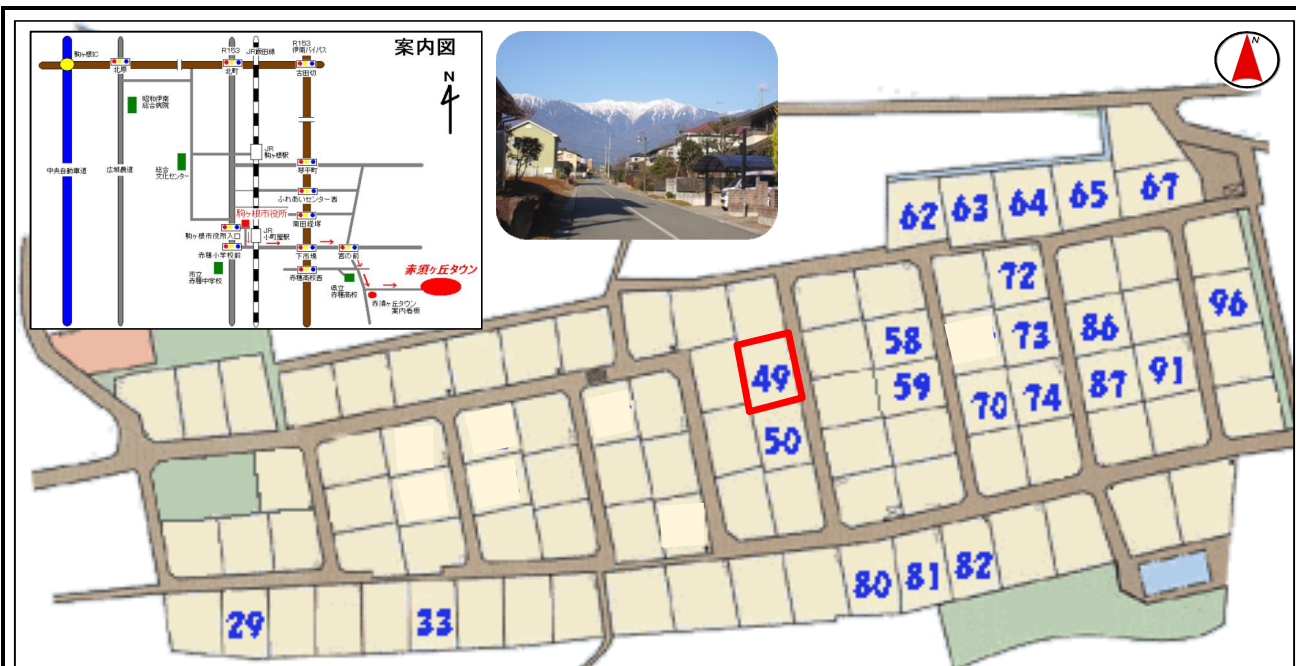 案内図
N
駒ヶ根IC
北原
R153
北町
JR飯田線
R153
伊南バイパス
古田切
昭和伊南
総合病院
中央自動車道
広域農道
総合
文化センター
JR
駒ヶ根駅
琴平町
ふれあいセンター西
駒ヶ根市役所
南田経塚
駒ヶ根市役所入口
JR
小町屋駅
赤穂小学校前
下市場
宮の前
市立
赤穂中学校
赤穂高校西
県立
赤穂高校
赤須ヶ丘タウン
赤須ヶ丘タウン
案内看板
N
62
63
64
65
67
72
96
58
73
86
49
59
70
74
87
91
50
80
81
82
29
33